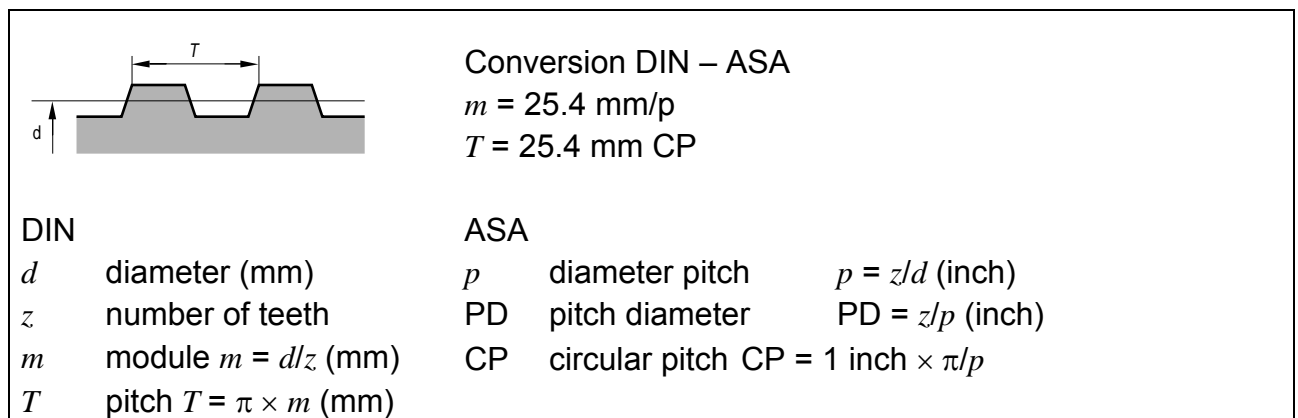 T
d
Conversion DIN – ASA
m = 25.4 mm/p
T = 25.4 mm CP
DIN
d diameter (mm)
z number of teeth
m module m = d/z (mm)
T pitch T = π × m (mm)
ASA
p diameter pitch p = z/d (inch)
PD pitch diameter PD = z/p (inch)
CP circular pitch CP = 1 inch × π/p